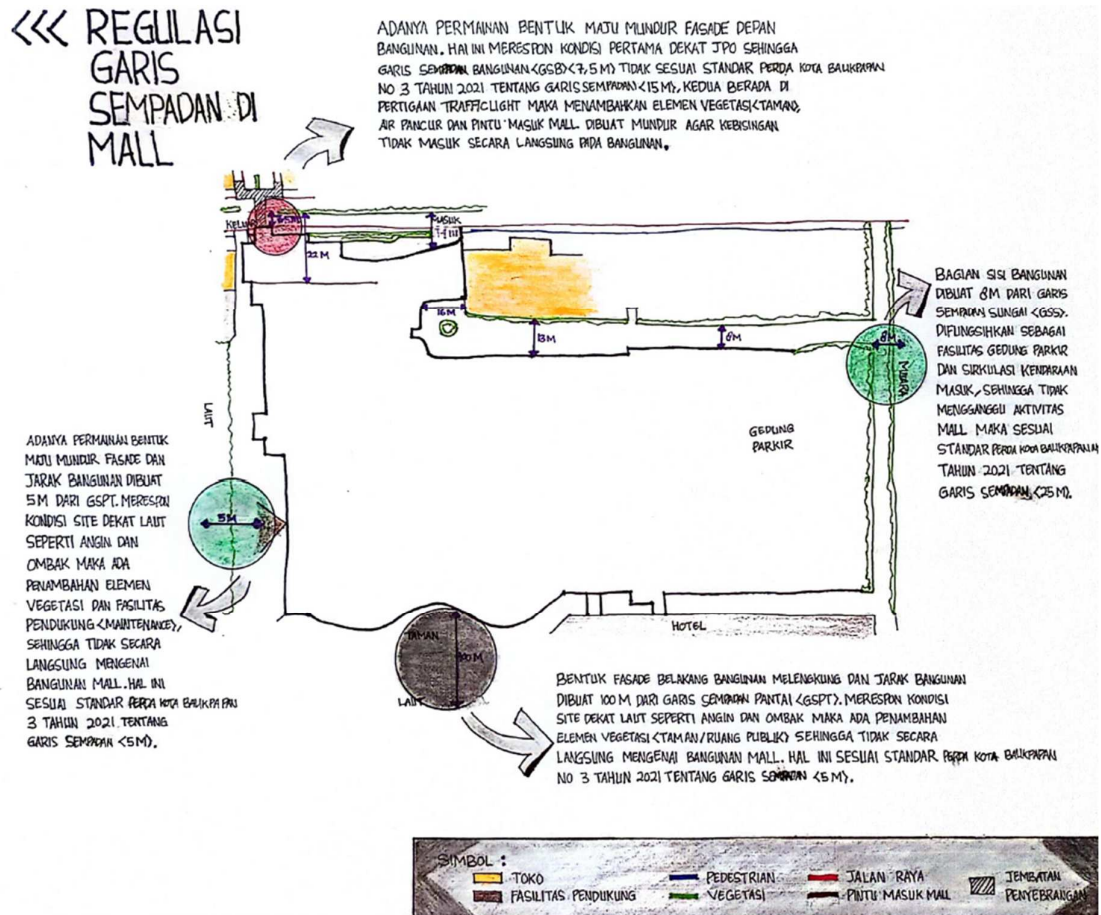 <<< REGULASI
GARIS
SEMPADAN DI
MALL
ADANYA PERMAINAN BENTUK MAJU MUNDUR FASADE DEPAN
BANGUNAN. HAL INI MERESPON KONDISI PERTAMA DEKAT JPO SEHINGGA
GARIS SEMPADAN BANGUNAN <GSB><7,5 M> TIDAK SESUAI STANDAR PERDA KOTA BALIKPAPAN
NO 3 TAHUN 2021 TENTANG GARIS SEMPADAN <15 M>, KEDUA BERADA DI
PERTIGAAN TRAFFICLIGHT MAKA MENAMBAHKAN ELEMEN VEGETASI <TAMAN>,
AIR PANCUR DAN PINTU MASUK MALL. DIBUAT MUNDUR AGAR KEBISINGAN
TIDAK MASUK SECARA LANGSUNG PADA BANGUNAN.
KELUAR
MASUK
22 M
16M
13M
8M
8M
MUARA
LAUT
GEDUNG
PARKIR
BAGIAN SISI BANGUNAN
DIBUAT 8M DARI GARIS
SEMPADAN SUNGAI <GSS>.
DIFUNGSIHKAN SEBAGAI
FASILITAS GEDUNG PARKIR
DAN SIRKULASI KENDARAAN
MASUK, SEHINGGA TIDAK
MENGGANGGU AKTIVITAS
MALL MAKA SESUAI
STANDAR PERDA KOTA BALIKPAPAN
TAHUN 2021 TENTANG
GARIS SEMPADAN <25 M>.
ADANYA PERMAINAN BENTUK
MAJU MUNDUR FASADE DAN
JARAK BANGUNAN DIBUAT
5M DARI GSPT. MERESPON
KONDISI SITE DEKAT LAUT
SEPERTI ANGIN DAN
OMBAK MAKA ADA
PENAMBAHAN ELEMEN
VEGETASI DAN FASILITAS
PENDUKUNG <MAINTENANCE>,
SEHINGGA TIDAK SECARA
LANGSUNG MENGENAI
BANGUNAN MALL. HAL INI
SESUAI STANDAR PERDA KOTA BALIKPAPAN
3 TAHUN 2021 TENTANG
GARIS SEMPADAN <5M>.
5M
TAMAN
100 M
LAUT
HOTEL
BENTUK FASADE BELAKANG BANGUNAN MELENGKUNG DAN JARAK BANGUNAN
DIBUAT 100 M DARI GARIS SEMPADAN PANTAI <GSPT>. MERESPON KONDISI
SITE DEKAT LAUT SEPERTI ANGIN DAN OMBAK MAKA ADA PENAMBAHAN
ELEMEN VEGETASI <TAMAN/RUANG PUBLIK> SEHINGGA TIDAK SECARA
LANGSUNG MENGENAI BANGUNAN MALL. HAL INI SESUAI STANDAR PERDA KOTA BALIKPAPAN
NO 3 TAHUN 2021 TENTANG GARIS SEMPADAN <5 M>.
SIMBOL :
TOKO
FASILITAS PENDUKUNG
PEDESTRIAN
VEGETASI
JALAN RAYA
PINTU MASUK MALL
JEMBATAN
PENYEBRANGAN